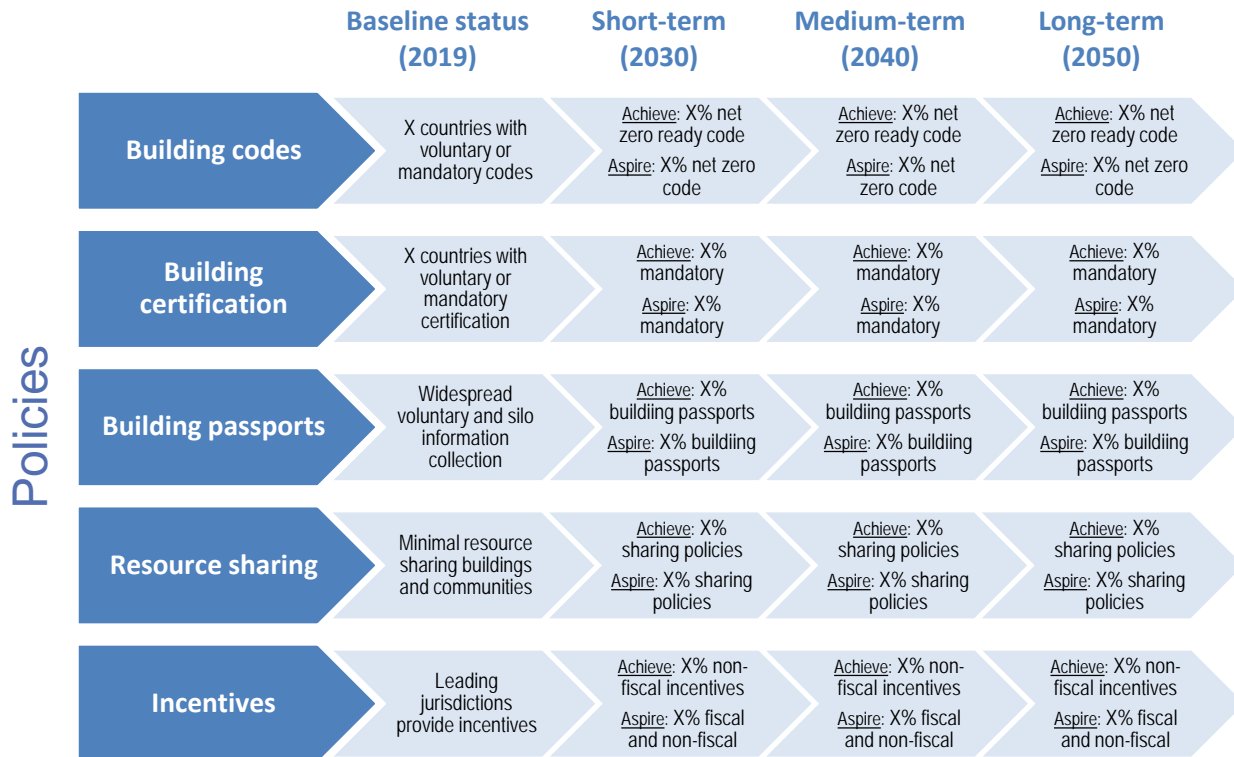 Baseline status
(2019)
Short-term
(2030)
Medium-term
(2040)
Long-term
(2050)
Policies
Building codes
X countries with
voluntary or
mandatory codes
Achieve: X% net
zero ready code
Aspire: X% net zero
code
Achieve: X% net
zero ready code
Aspire: X% net
zero code
Achieve: X% net
zero ready code
Aspire: X% net zero
code
Building
certification
X countries with
voluntary or
mandatory
certification
Achieve: X%
mandatory
Aspire: X%
mandatory
Achieve: X%
mandatory
Aspire: X%
mandatory
Achieve: X%
mandatory
Aspire: X%
mandatory
Building passports
Widespread
voluntary and silo
information
collection
Achieve: X%
buildiing passports
Aspire: X% buildiing
passports
Achieve: X%
buildiing passports
Aspire: X% buildiing
passports
Achieve: X%
buildiing passports
Aspire: X% buildiing
passports
Resource sharing
Minimal resource
sharing buildings
and communities
Achieve: X%
sharing policies
Aspire: X% sharing
policies
Achieve: X%
sharing policies
Aspire: X% sharing
policies
Achieve: X%
sharing policies
Aspire: X% sharing
policies
Incentives
Leading
jurisdictions
provide incentives
Achieve: X% non-
fiscal incentives
Aspire: X% fiscal
and non-fiscal
Achieve: X% non-
fiscal incentives
Aspire: X% fiscal
and non-fiscal
Achieve: X% non-
fiscal incentives
Aspire: X% fiscal
and non-fiscal